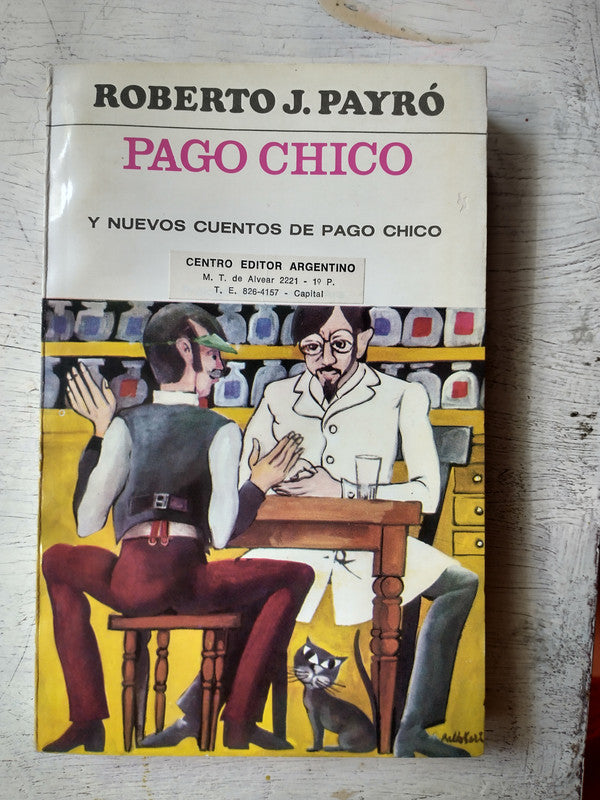 ROBERTO J. PAYRÓ
PAGO CHICO
Y NUEVOS CUENTOS DE PAGO CHICO
CENTRO EDITOR ARGENTINO
M. T. de Alvear 2221 - 1º P.
T. E. 826-4157 - Capital